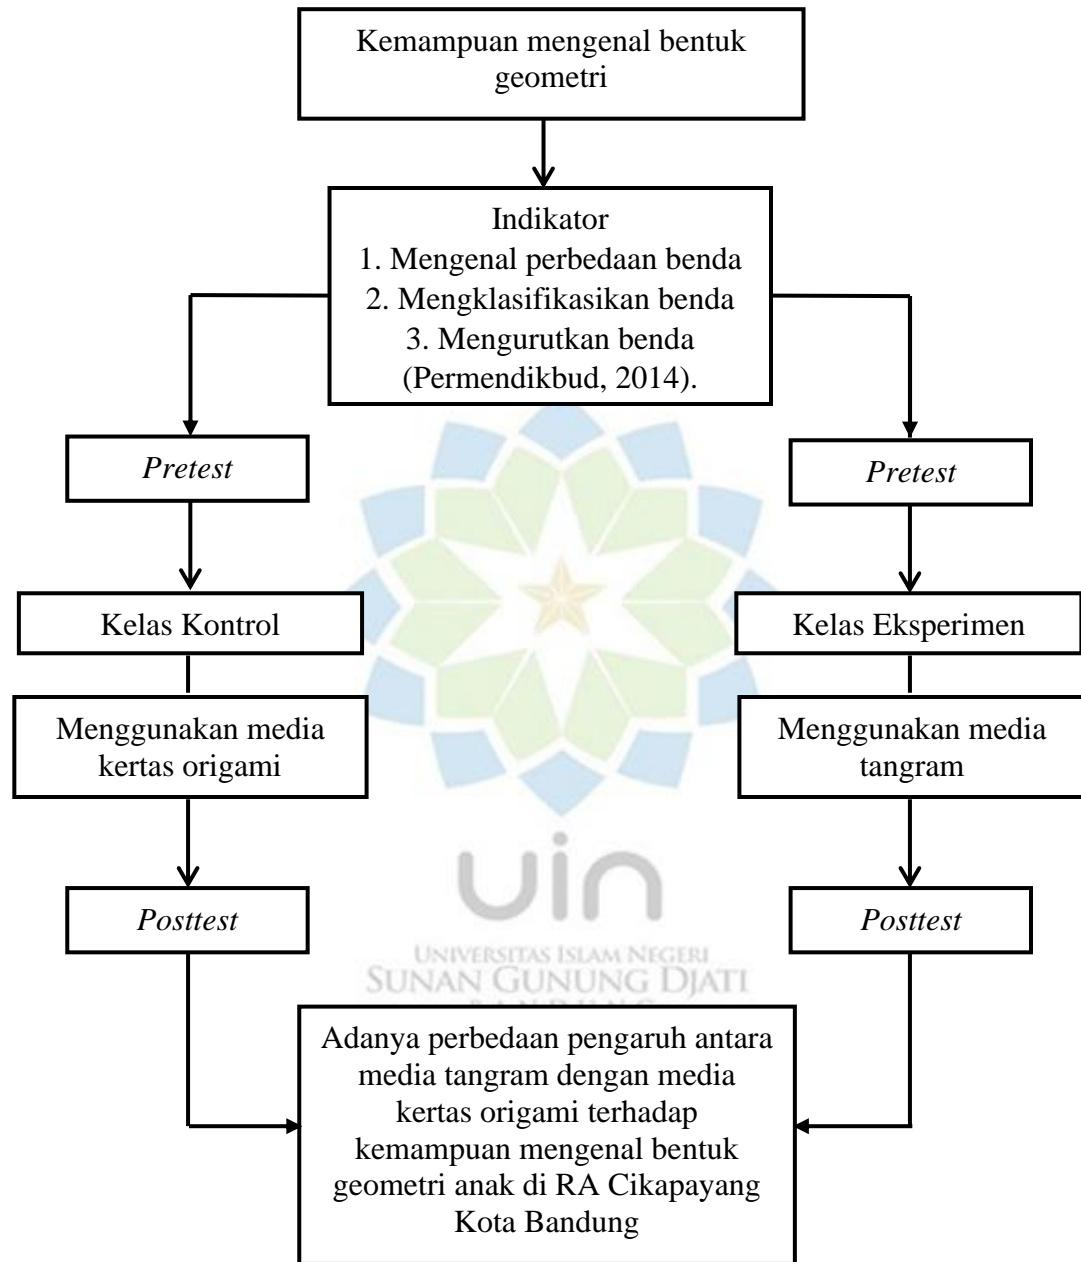 Kemampuan mengenal bentuk
geometri
Indikator
1. Mengenal perbedaan benda
2. Mengklasifikasikan benda
3. Mengurutkan benda
(Permendikbud, 2014).
Pretest
Pretest
Kelas Kontrol
Kelas Eksperimen
Menggunakan media
kertas origami
Menggunakan media
tangram
uin
Posttest
Posttest
UNIVERSITAS ISLAM NEGERI
SUNAN GUNUNG DJATI
Adanya perbedaan pengaruh antara
media tangram dengan media
kertas origami terhadap
kemampuan mengenal bentuk
geometri anak di RA Cikapayang
Kota Bandung